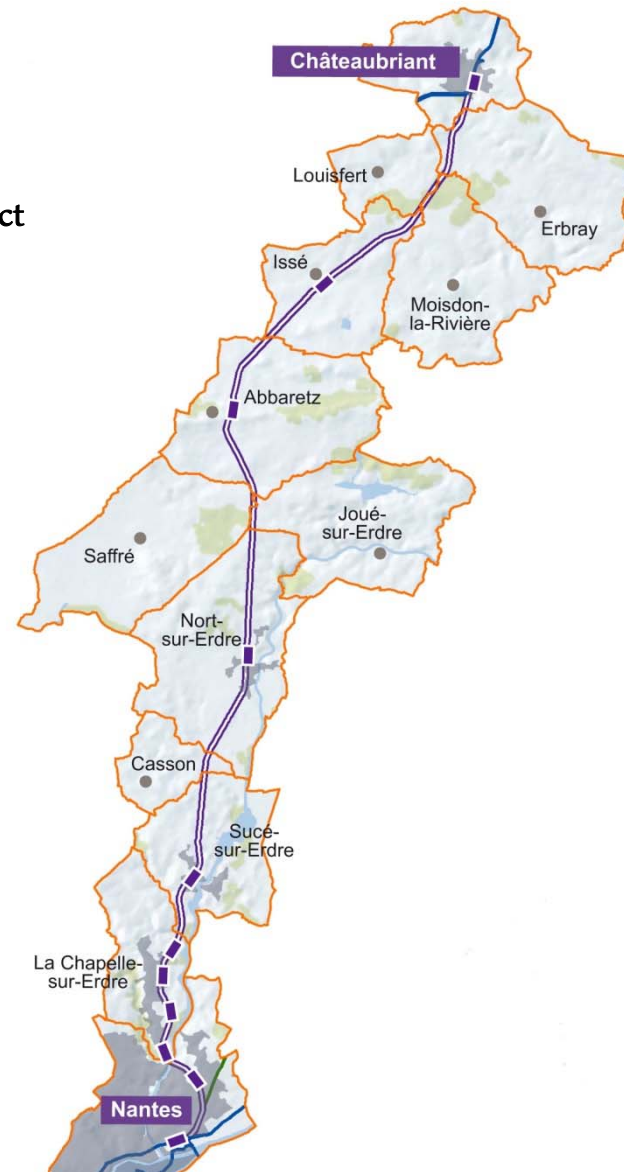 Châteaubriant
Louisfert
ct
Erbray
Issé
Moisdon-
la-Rivière
Abbaretz
Joué-
sur-Erdre
Saffré
Nort-
sur-Erdre
Casson
Sucé-
sur-Erdre
La Chapelle-
sur-Erdre
Nantes